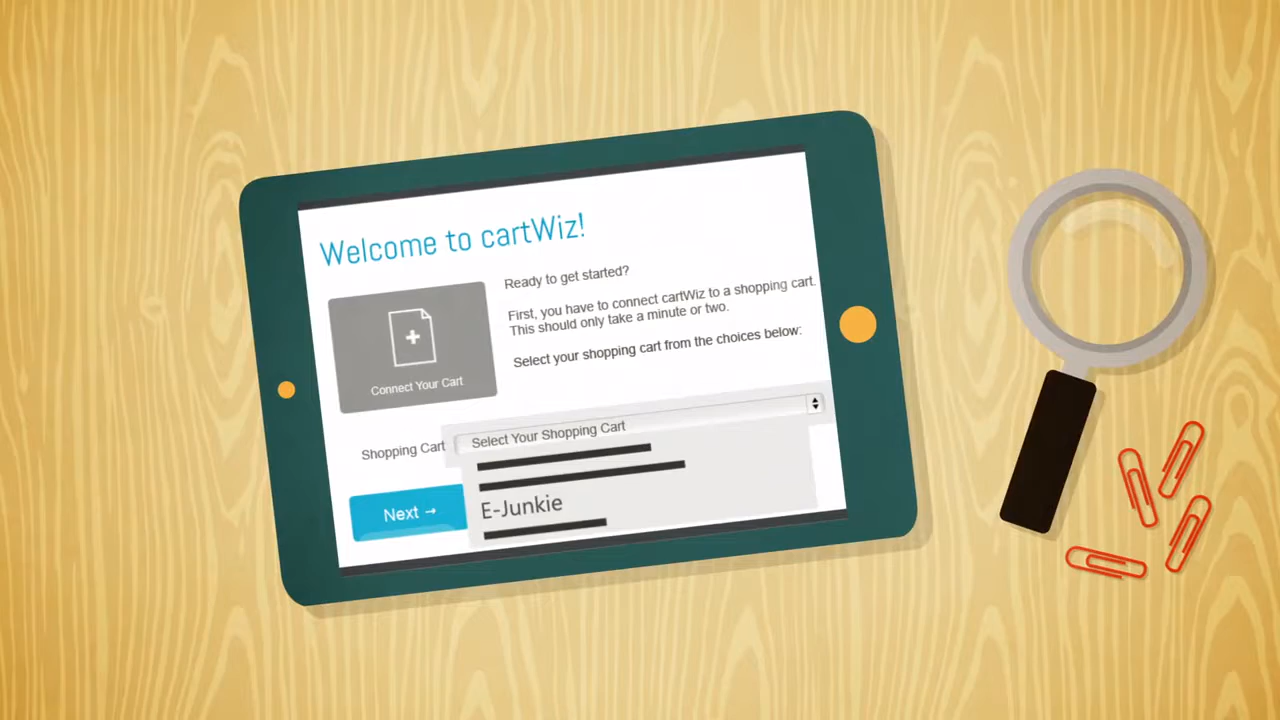 Welcome to cartWiz!
Ready to get started?
First, you have to connect cartWiz to a shopping cart.
This should only take a minute or two.
Select your shopping cart from the choices below:
Connect Your Cart
Shopping Cart
Select Your Shopping Cart
E-Junkie
Next →